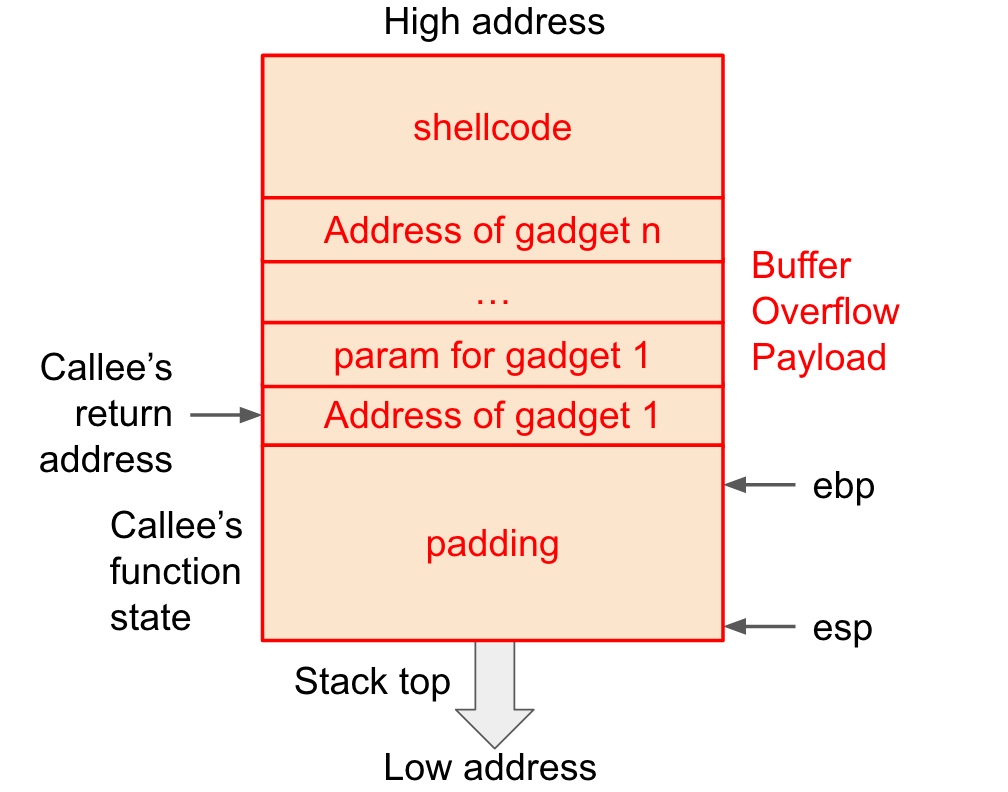 High address
shellcode
Address of gadget n
Buffer
Overflow
Payload
…
param for gadget 1
Callee’s
return
address
Address of gadget 1
ebp
Callee’s
function
state
padding
esp
Stack top
Low address